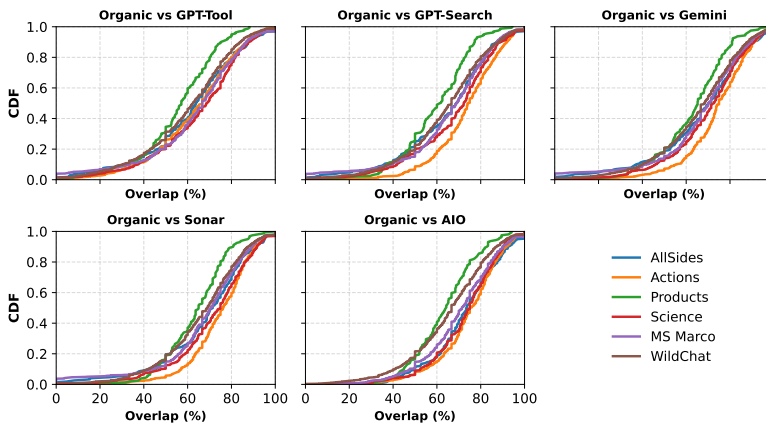 Organic vs GPT-Tool
Organic vs GPT-Search
Organic vs Gemini
CDF
1.0
0.8
0.6
0.4
0.2
0.0
Overlap (%)
Overlap (%)
Overlap (%)
Organic vs Sonar
Organic vs AIO
CDF
1.0
0.8
0.6
0.4
0.2
0.0
0 20 40 60 80 100
0 20 40 60 80 100
Overlap (%)
Overlap (%)
AllSides
Actions
Products
Science
MS Marco
WildChat